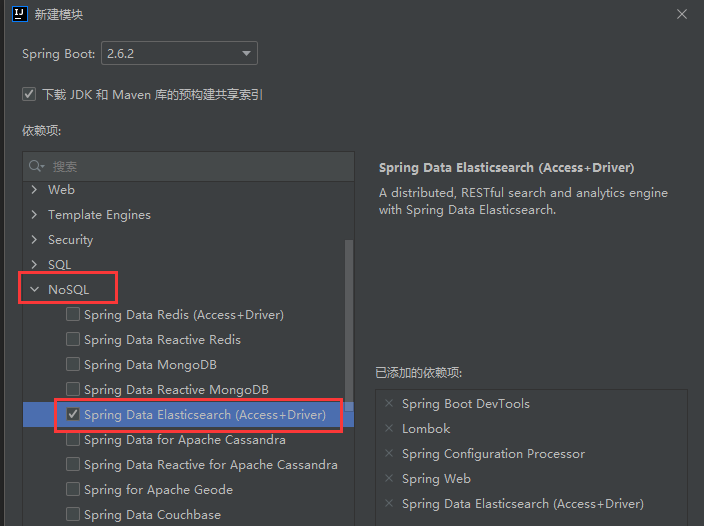 IJ 新建模块
Spring Boot: 2.6.2
下载 JDK 和 Maven 库的预构建共享索引
依赖项:
搜索
Web
Template Engines
Security
SQL
NoSQL
Spring Data Redis (Access+Driver)
Spring Data Reactive Redis
Spring Data MongoDB
Spring Data Reactive MongoDB
Spring Data Elasticsearch (Access+Driver)
Spring Data for Apache Cassandra
Spring Data Reactive for Apache Cassandra
Spring for Apache Geode
Spring Data Couchbase
Spring Data Elasticsearch (Access+Driver)
A distributed, RESTful search and analytics engine
with Spring Data Elasticsearch.
已添加的依赖项:
Spring Boot DevTools
Lombok
Spring Configuration Processor
Spring Web
Spring Data Elasticsearch (Access+Driver)